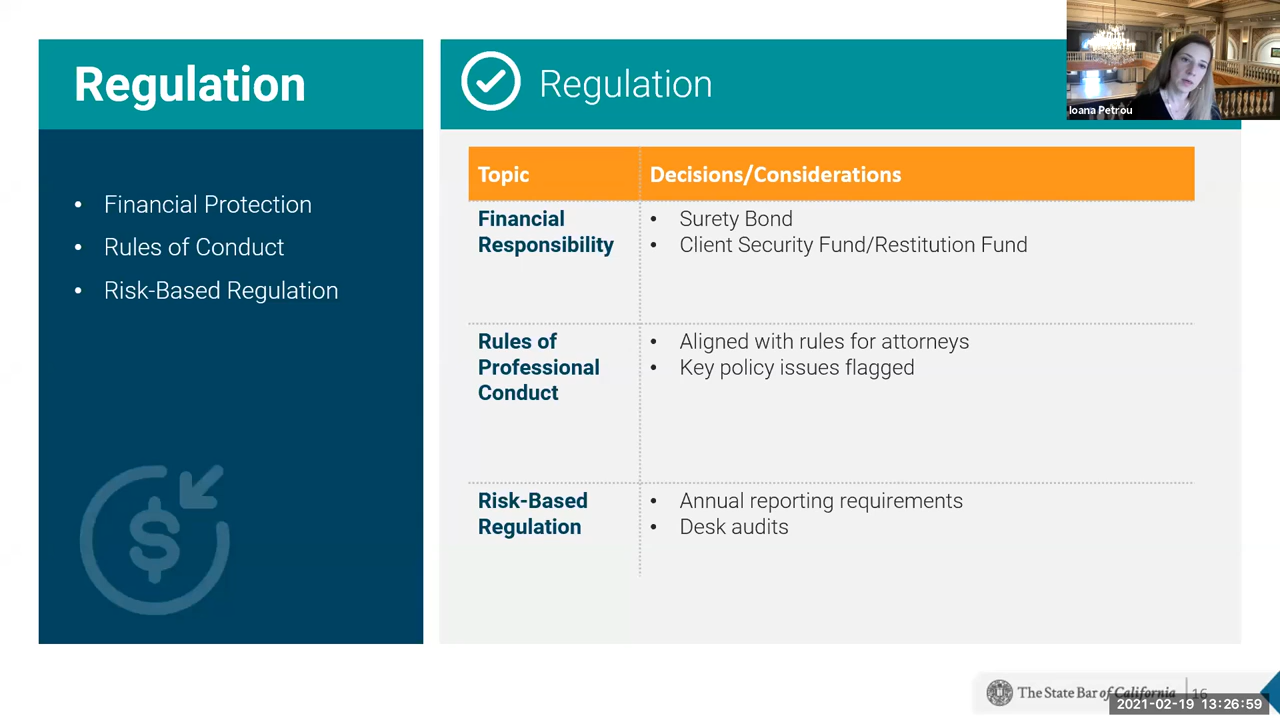 Regulation
• Financial Protection
• Rules of Conduct
• Risk-Based Regulation
Regulation
Topic
Decisions/Considerations
Financial
Responsibility
• Surety Bond
• Client Security Fund/Restitution Fund
Rules of
Professional
Conduct
• Aligned with rules for attorneys
• Key policy issues flagged
Risk-Based
Regulation
• Annual reporting requirements
• Desk audits
Ioana Petrou
$
The State Bar of California
16
2021-02-19 13:26:59